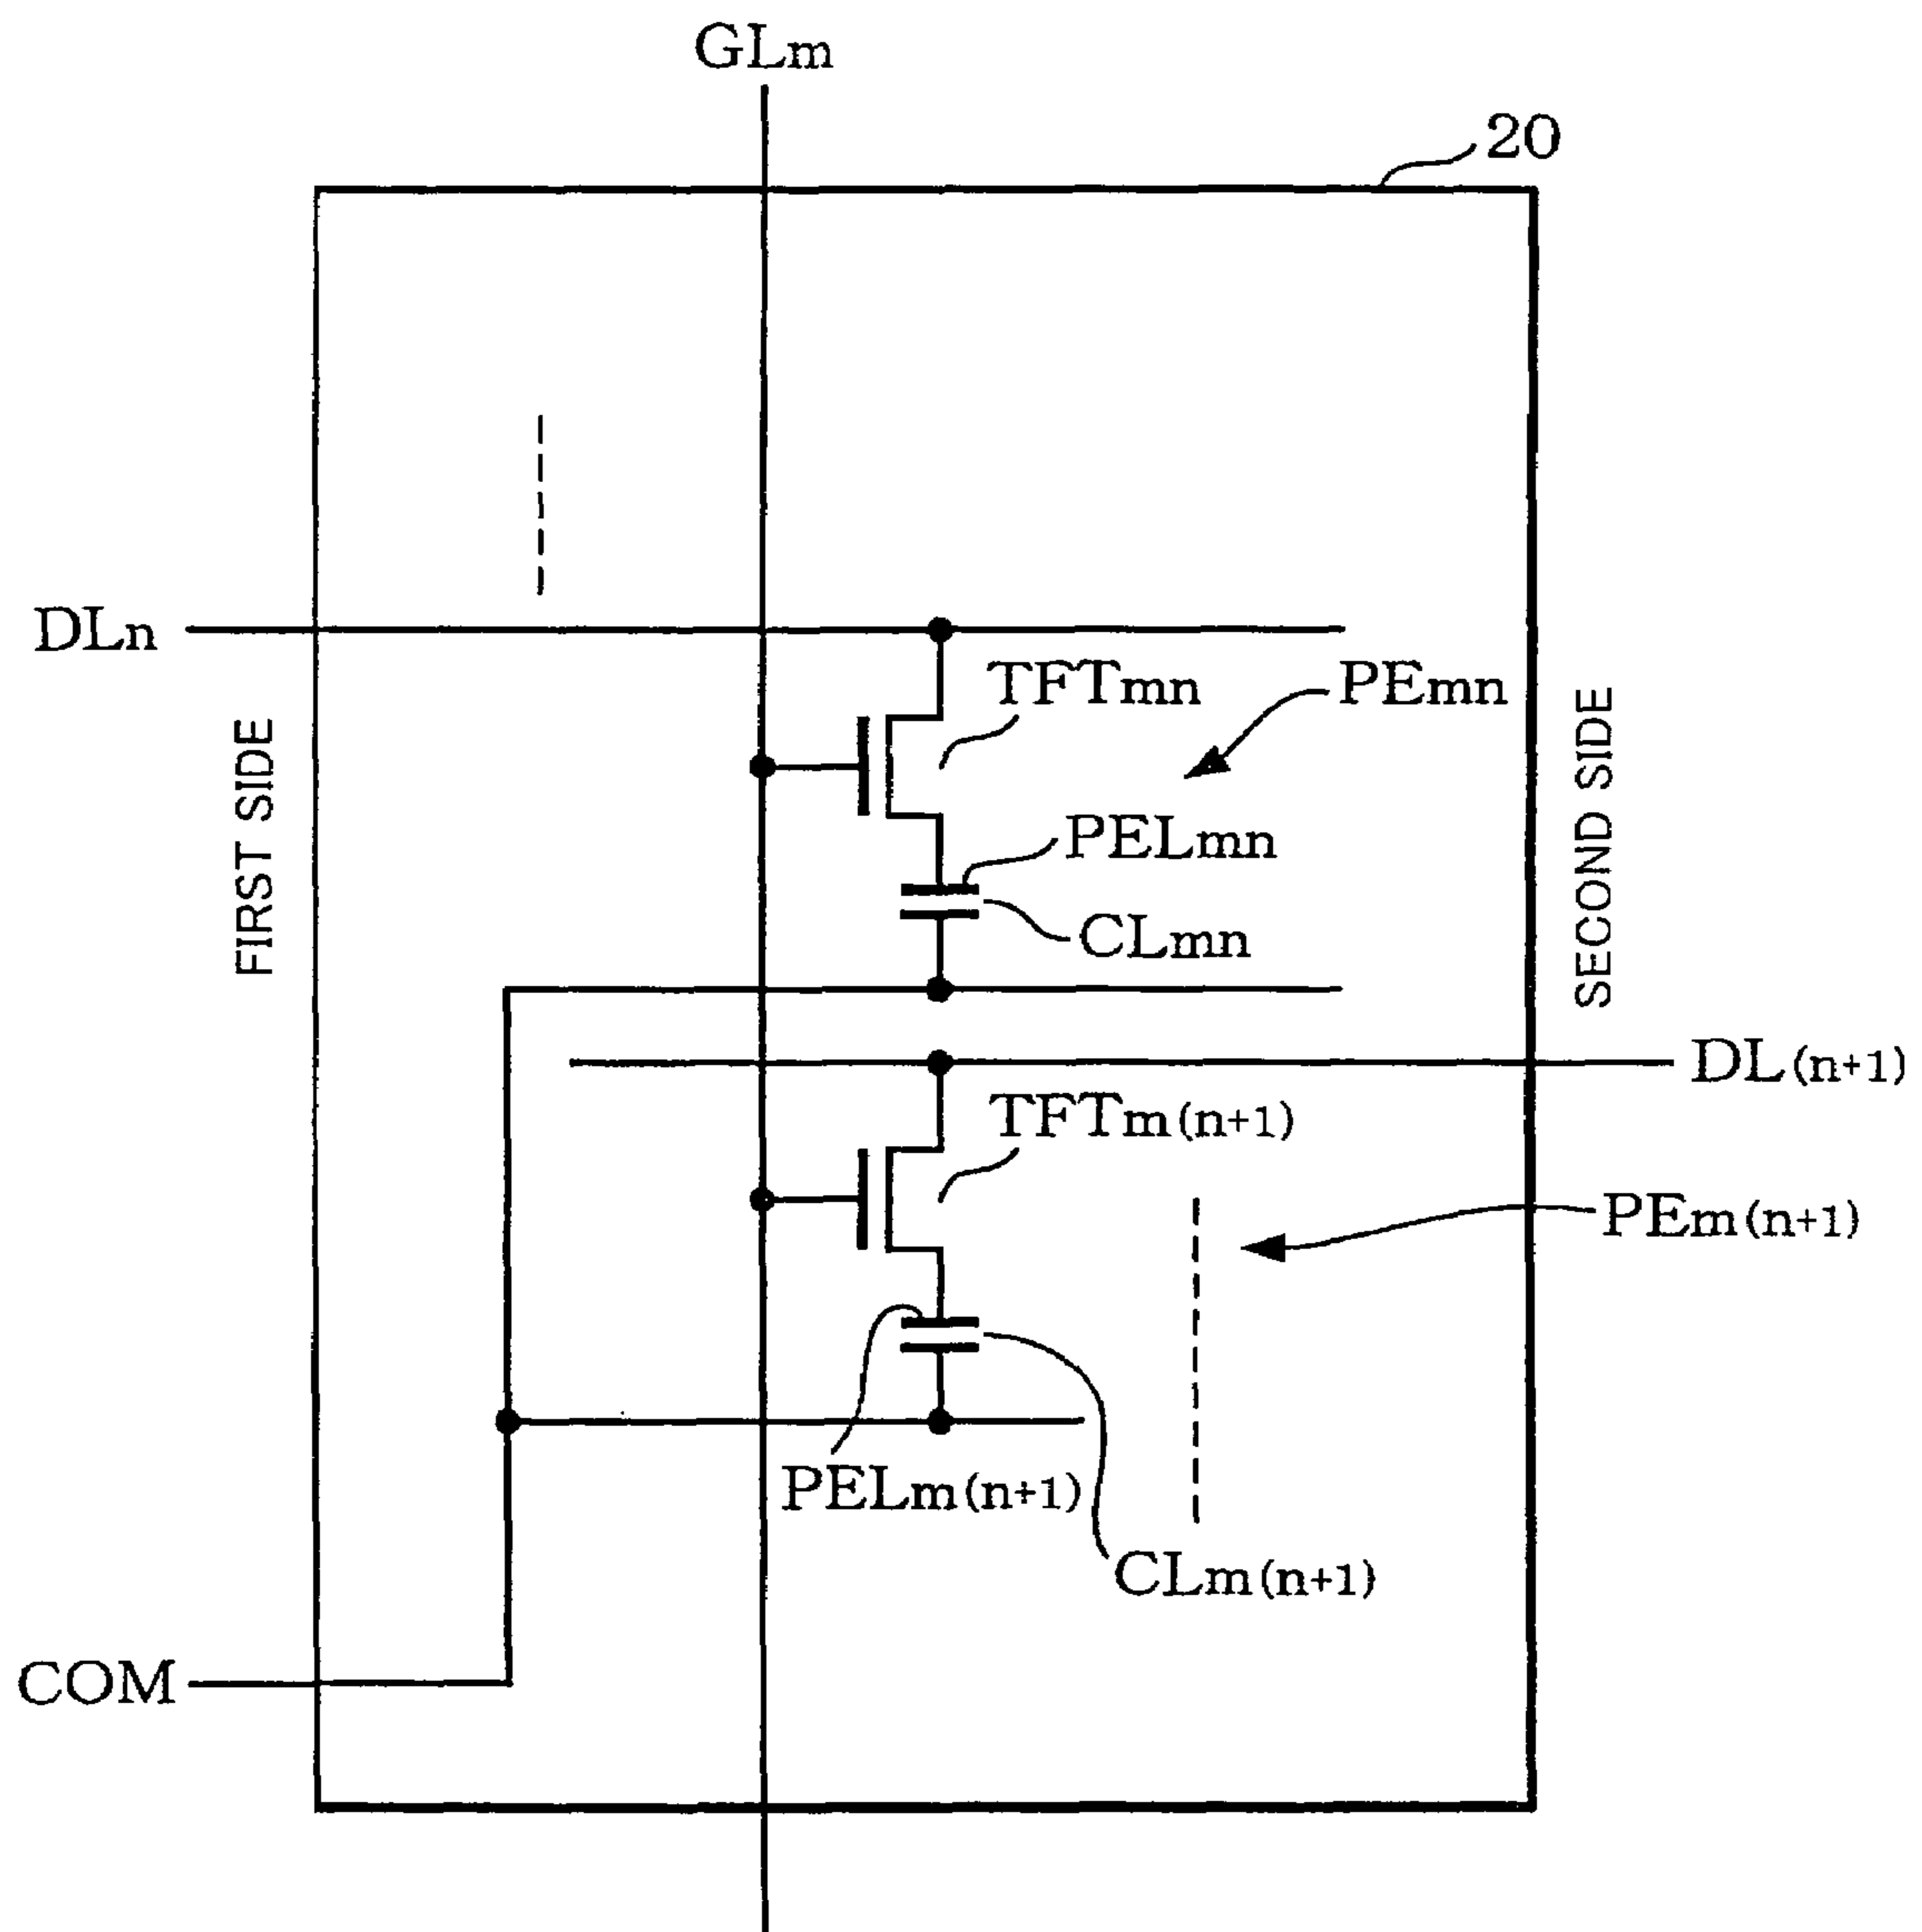 GLm
20
DLn
TFTmn
PEmn
FIRST SIDE
SECOND SIDE
PELmn
CLmn
DL(n+1)
TFTm(n+1)
PEm(n+1)
PELm(n+1)
CLm(n+1)
COM